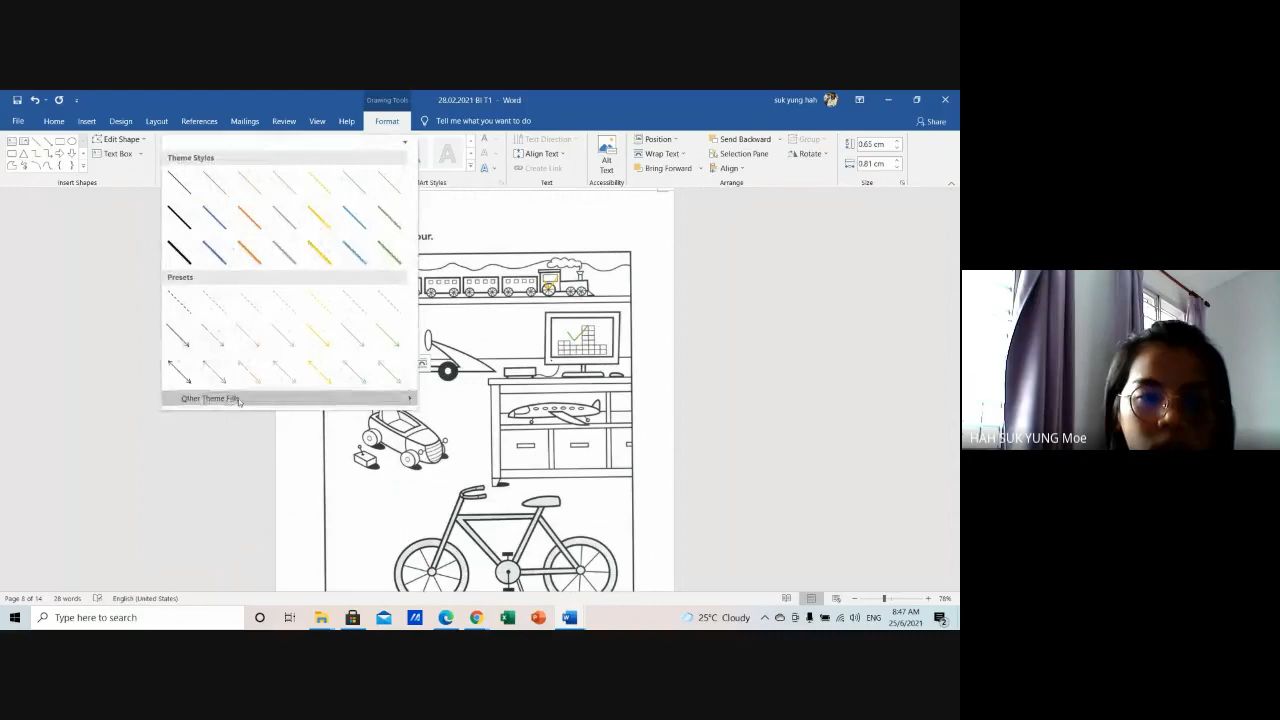 Drawing Tools
28.02.2021 BI T1 - Word
suk yung hah
File Home Insert Design Layout References Mailings Review View Help Format Tell me what you want to do Share
Edit Shape
Text Box
Insert Shapes
Theme Styles
Presets
Other Theme Fills
Text Direction
Align Text
Create Link
Text
Alt
Text
Accessibility
Position
Wrap Text
Bring Forward
Send Backward
Selection Pane
Align
Group
Rotate
Arrange
0.65 cm
0.81 cm
Size
our.
HAH SUK YUNG Moe
Page 8 of 14 28 words English (United States) 78%
Type here to search
25°C Cloudy
ENG
8:47 AM
25/6/2021
2